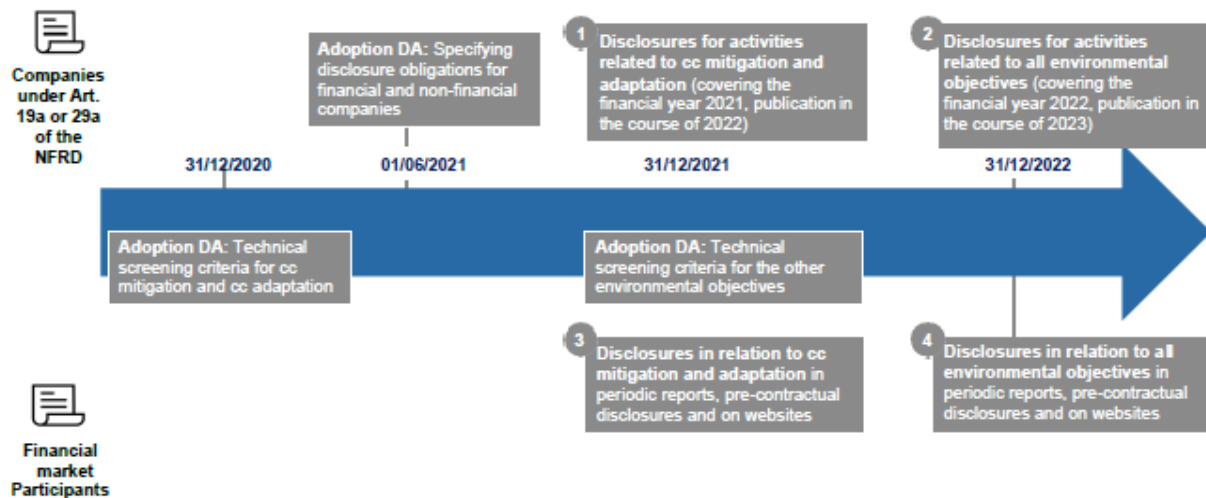 Companies
under Art.
19a or 29a
of the
NFRD
Adoption DA: Specifying
disclosure obligations for
financial and non-financial
companies
1
Disclosures for activities
related to cc mitigation and
adaptation (covering the
financial year 2021, publication in
the course of 2022)
2
Disclosures for activities
related to all environmental
objectives (covering the
financial year 2022, publication in
the course of 2023)
31/12/2020
01/06/2021
31/12/2021
31/12/2022
Adoption DA: Technical
screening criteria for cc
mitigation and cc adaptation
Adoption DA: Technical
screening criteria for the other
environmental objectives
3
Disclosures in relation to cc
mitigation and adaptation in
periodic reports, pre-contractual
disclosures and on websites
4
Disclosures in relation to all
environmental objectives in
periodic reports, pre-contractual
disclosures and on websites
Financial
market
Participants